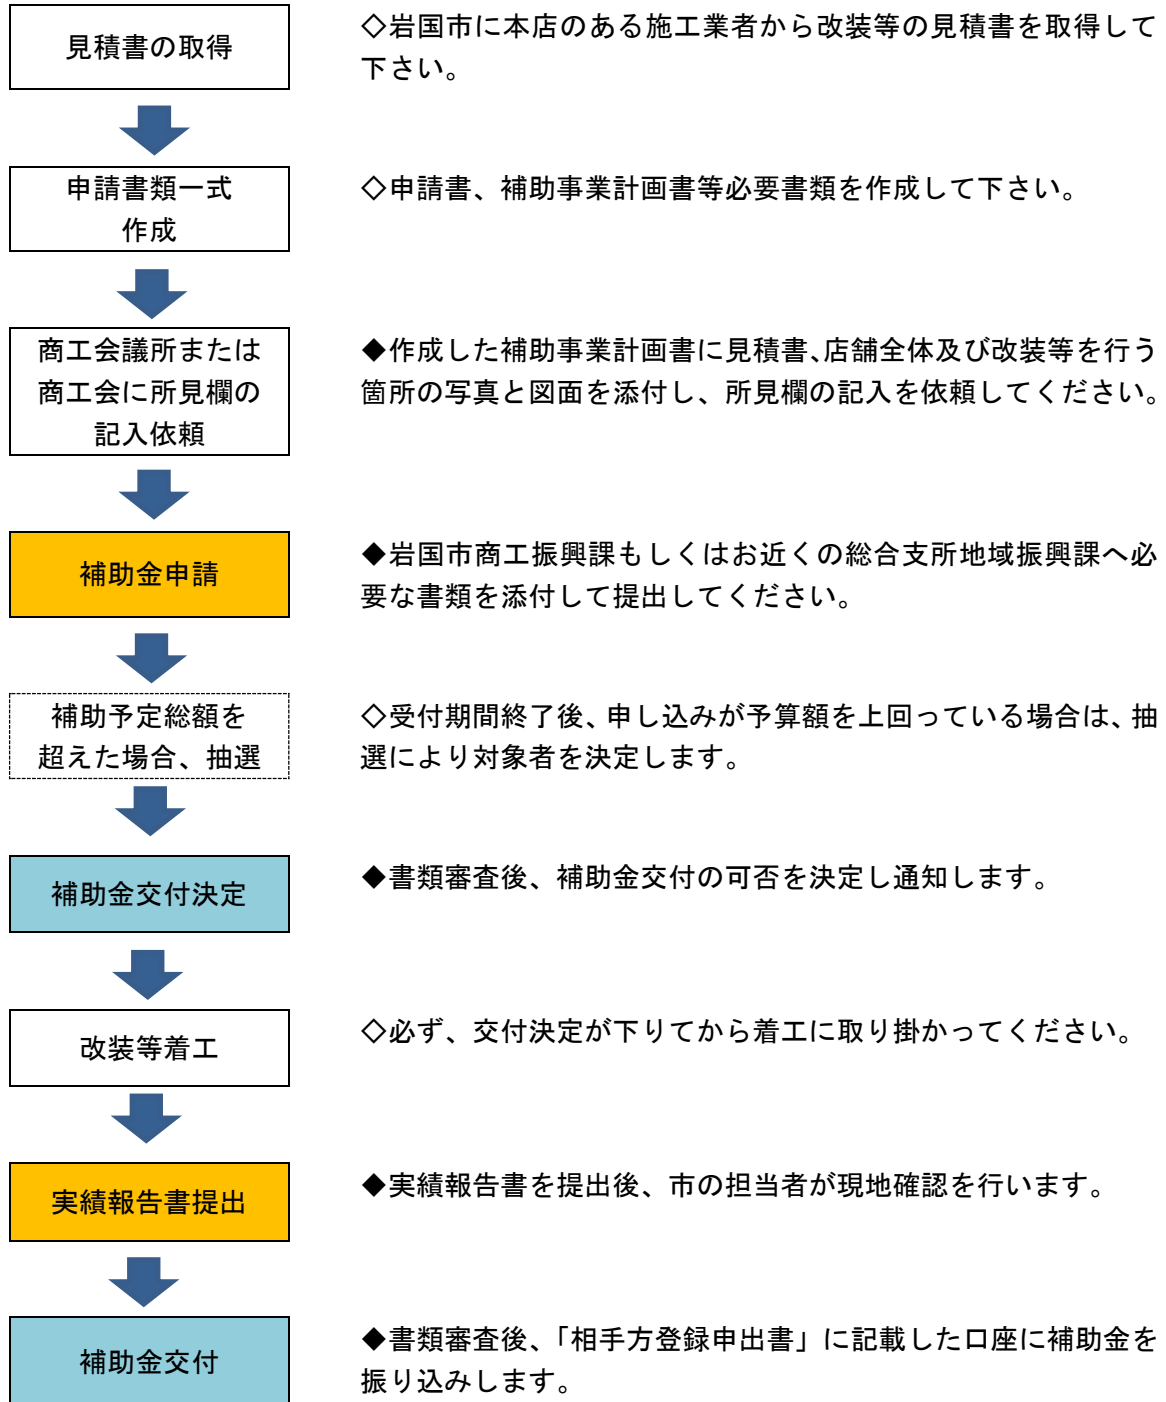 見積書の取得
◇岩国市に本店のある施工業者から改装等の見積書を取得して
下さい。
申請書類一式
作成
◇申請書、補助事業計画書等必要書類を作成して下さい。
商工会議所または
商工会に所見欄の
記入依頼
◆作成した補助事業計画書に見積書、店舗全体及び改装等を行う
箇所の写真と図面を添付し、所見欄の記入を依頼してください。
補助金申請
◆岩国市商工振興課もしくはお近くの総合支所地域振興課へ必
要な書類を添付して提出してください。
補助予定総額を
超えた場合、抽選
◇受付期間終了後、申し込みが予算額を上回っている場合は、抽
選により対象者を決定します。
補助金交付決定
◆書類審査後、補助金交付の可否を決定し通知します。
改装等着工
◇必ず、交付決定が下りてから着工に取り掛かってください。
実績報告書提出
◆実績報告書を提出後、市の担当者が現地確認を行います。
補助金交付
◆書類審査後、「相手方登録申出書」に記載した口座に補助金を
振り込みします。